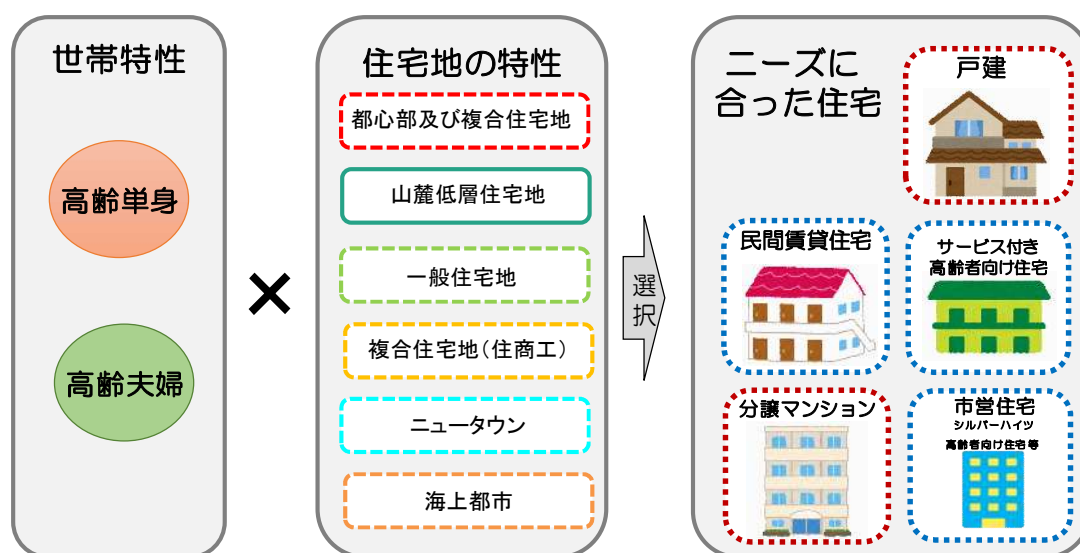 世帯特性
高齢単身
高齢夫婦
×
住宅地の特性
都心部及び複合住宅地
山麓低層住宅地
一般住宅地
複合住宅地(住商工)
ニュータウン
海上都市
選択
ニーズに
合った住宅
戸建
民間賃貸住宅
サービス付き
高齢者向け住宅
分譲マンション
市営住宅
シルバーハイツ
高齢者向け住宅等